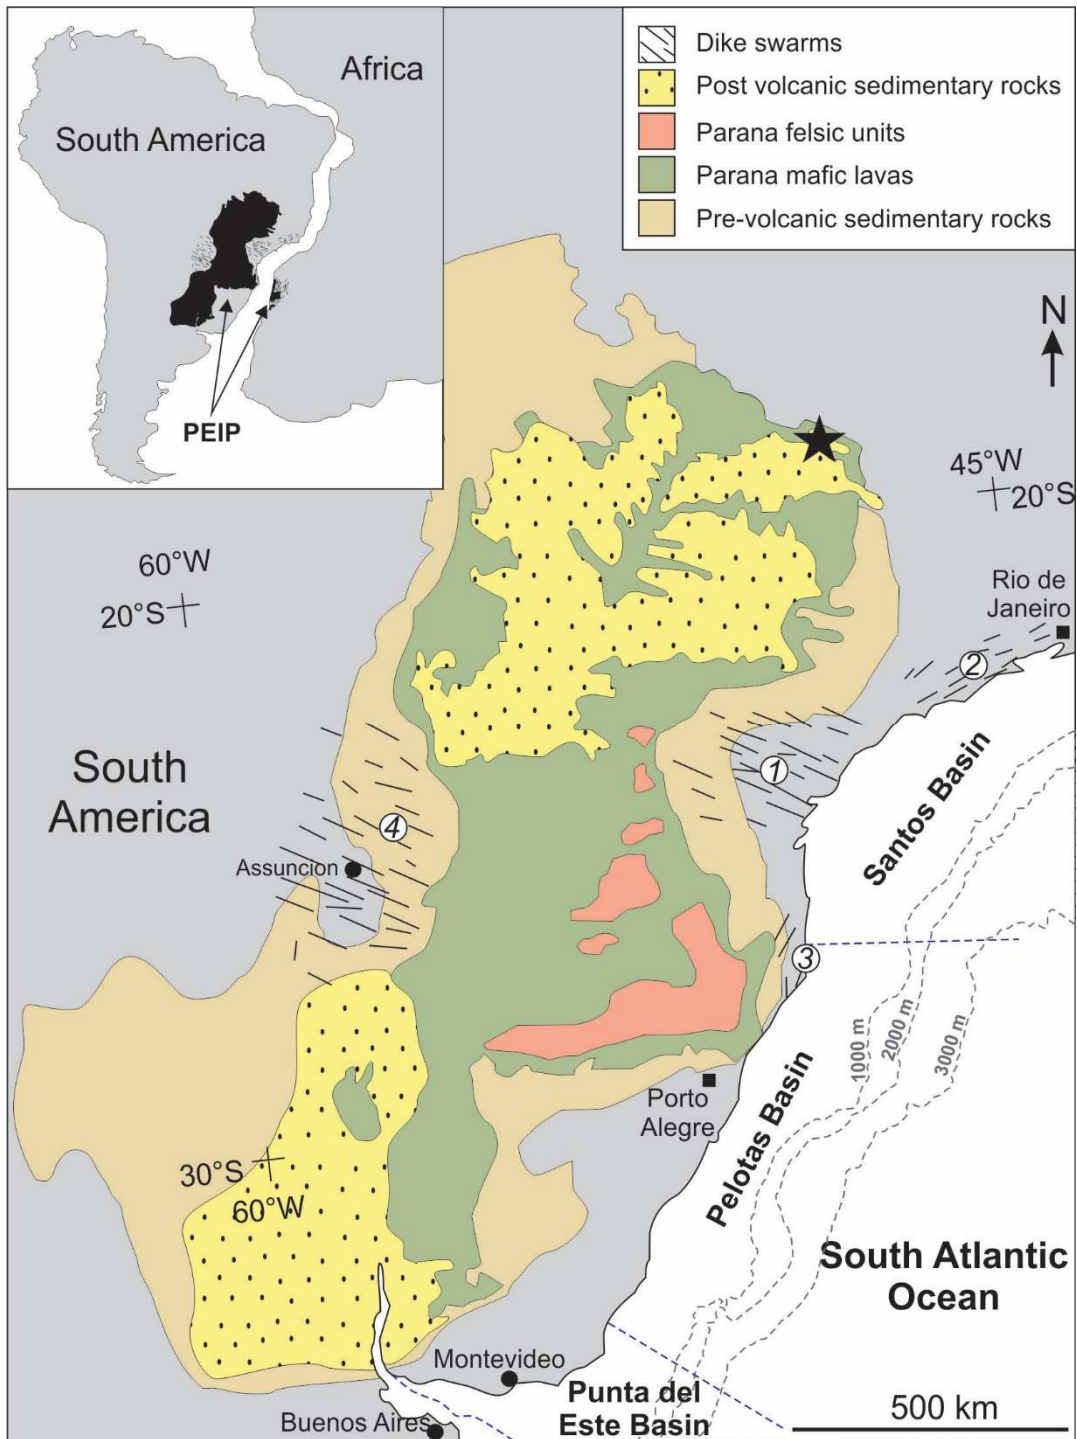 Africa
South America
PEIP
Dike swarms
Post volcanic sedimentary rocks
Parana felsic units
Parana mafic lavas
Pre-volcanic sedimentary rocks
N
45°W
20°S
60°W
20°S
Rio de
Janeiro
2
1
South
America
4
Assuncion
Santos Basin
3
1000 m
2000 m
3000 m
Porto
Alegre
Pelotas Basin
30°S
60°W
South Atlantic
Ocean
Montevideo
Punta del
Este Basin
Buenos Aires
500 km